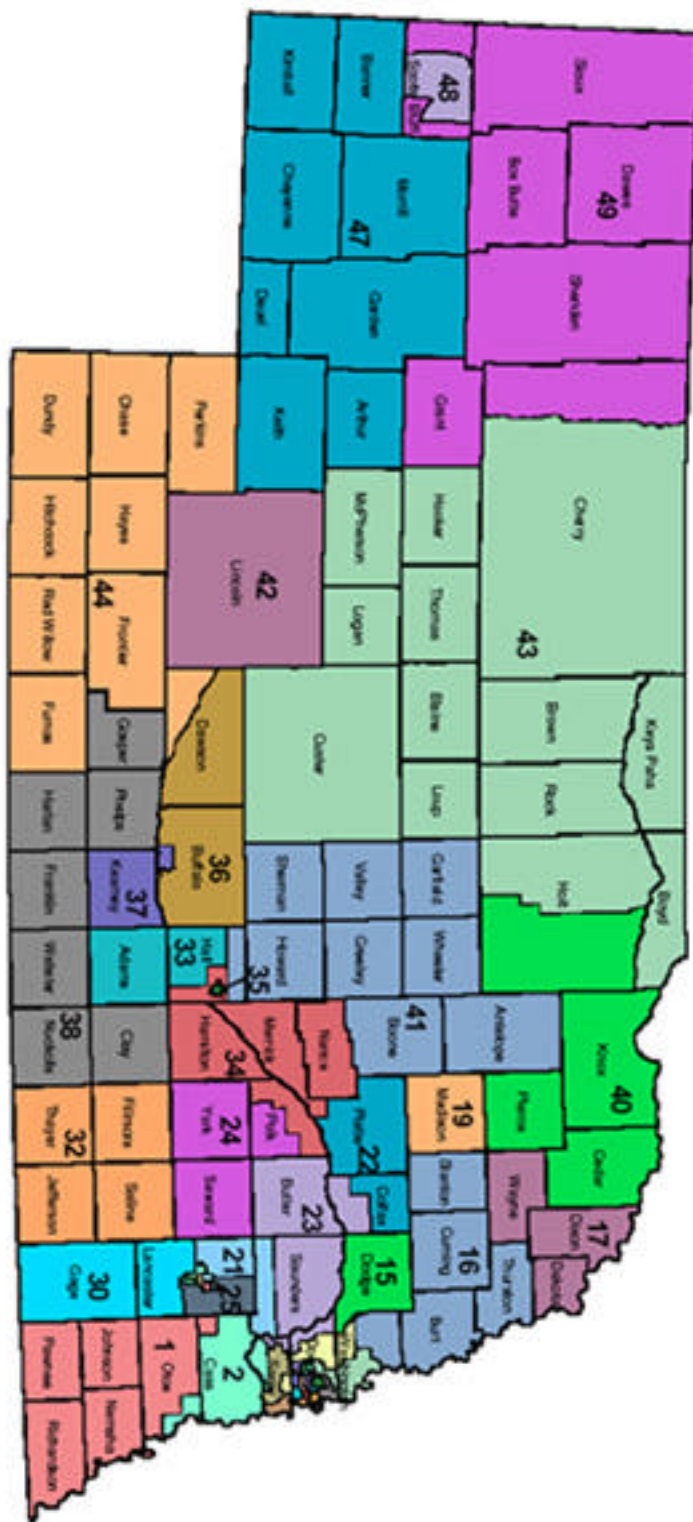 Sioux
Dawes
49
Box Butte
Sheridan
48
Banner
Kimball
Morrill
47
Cheyenne
Garden
Deuel
Grant
Arthur
Keith
Cherry
43
Hooker
Thomas
McPherson
Logan
Keya Paha
Brown
Rock
Blaine
Loup
Custer
Boyd
Holt
Perkins
Chase
Dundy
Hayes
Hitchcock
Frontier
44
Red Willow
Furnas
Lincoln
42
Dawson
Gosper
Phelps
Harlan
Buffalo
36
Kearney
37
Franklin
Garfield
Wheeler
Valley
Greeley
Sherman
Howard
35
Hall
33
Adams
Webster
Knox
40
Antelope
Boone
41
Nance
Merrick
Hamilton
34
Clay
Nuckolls
38
Cedar
Pierce
Madison
19
Platte
22
Polk
York
24
Fillmore
Thayer
32
Dixon
17
Dakota
Wayne
Thurston
Stanton
Cuming
16
Burt
Colfax
Dodge
15
Butler
23
Saunders
Seward
Saline
Jefferson
21
25
Lancaster
Gage
30
Cass
2
Otoe
1
Johnson
Nemaha
Pawnee
Richardson